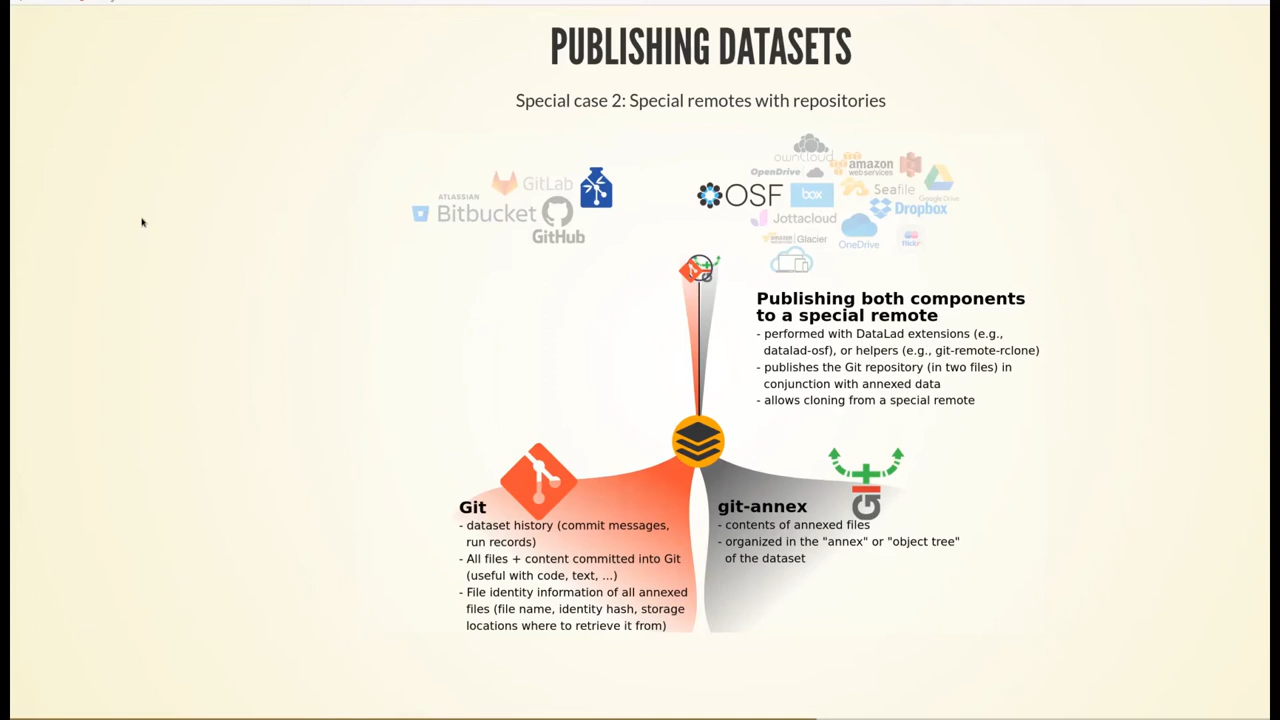 PUBLISHING DATASETS
Special case 2: Special remotes with repositories
ownCloud
OpenDrive
amazon
webservices
GitLab
OSF
box
Seafile
Google Drive
ATLASSIAN
Bitbucket
Dropbox
Jottacloud
GitHub
amazon
webservices
Glacier
OneDrive
flickr
Publishing both components
to a special remote
- performed with DataLad extensions (e.g.,
datalad-osf), or helpers (e.g., git-remote-rclone)
- publishes the Git repository (in two files) in
conjunction with annexed data
- allows cloning from a special remote
Git
- dataset history (commit messages,
run records)
- All files + content committed into Git
(useful with code, text, ...)
- File identity information of all annexed
files (file name, identity hash, storage
locations where to retrieve it from)
git
git-annex
- contents of annexed files
- organized in the "annex" or "object tree"
of the dataset